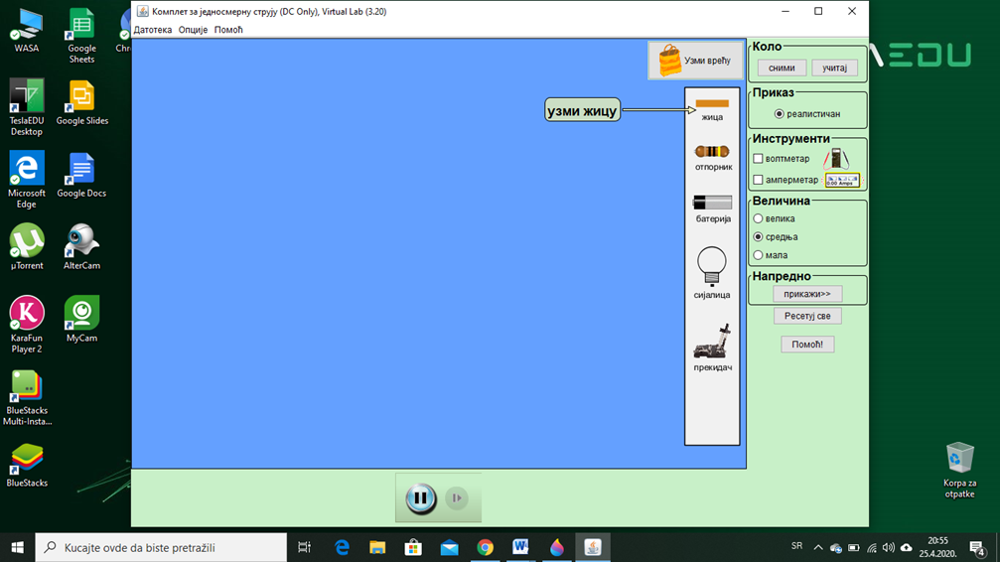 Комплет за једносмерну струју (DC Only), Virtual Lab (3.20)
Датотека Опције Помоћ
Узми врећу
узми жицу
жица
отпорник
батерија
сијалица
прекидач
Коло
сними учитај
Приказ
реалистичан
Инструменти
волтметар
амперметар
0.00 Amps
Величина
велика
средња
мала
Напредно
прикажи>>
Ресетуј све
Помоћ!
EDU
WASA
Google
Sheets
Chro
TeslaEDU
Desktop
Google Slides
Microsoft
Edge
Google Docs
µTorrent
AlterCam
KaraFun
Player 2
MyCam
BlueStacks
Multi-Insta...
BlueStacks
Korpa za
otpatke
Kucajte ovde da biste pretražili
SR
20:55
25.4.2020.
4